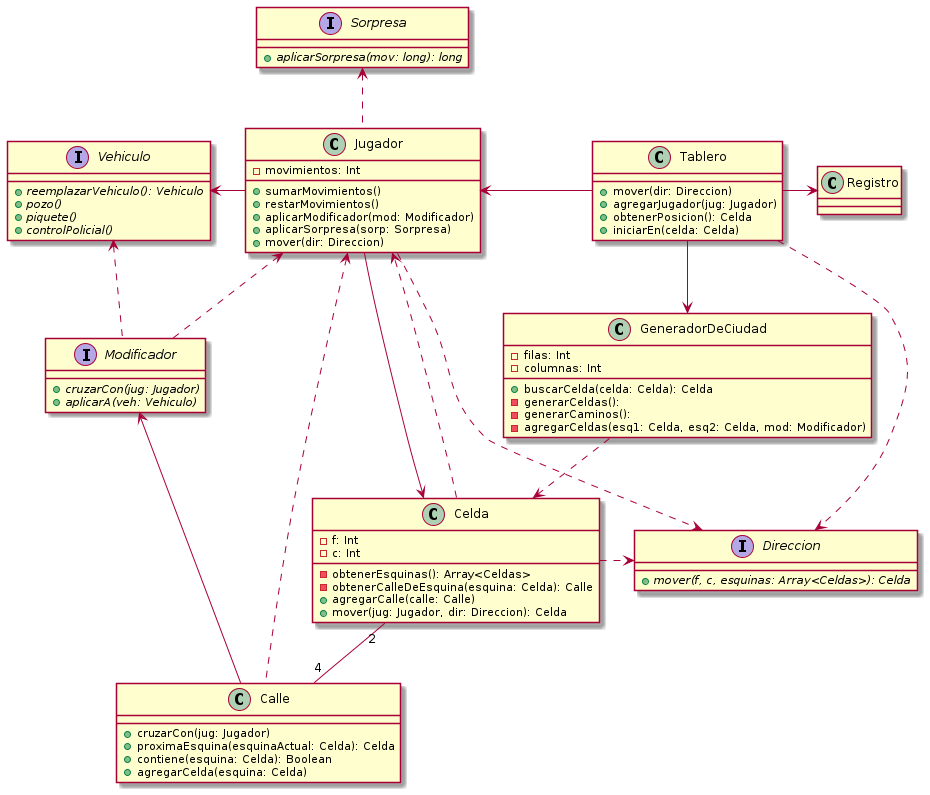 I Sorpresa
aplicarSorpresa(mov: long): long
C Jugador
movimientos: Int
sumarMovimientos()
restarMovimientos()
aplicarModificador(mod: Modificador)
aplicarSorpresa(sorp: Sorpresa)
mover(dir: Direccion)
I Vehiculo
reemplazarVehiculo(): Vehiculo
pozo()
piquete()
controlPolicial()
C Tablero
mover(dir: Direccion)
agregarJugador(jug: Jugador)
obtenerPosicion(): Celda
iniciarEn(celda: Celda)
C Registro
I Modificador
cruzarCon(jug: Jugador)
aplicarA(veh: Vehiculo)
C GeneradorDeCiudad
filas: Int
columnas: Int
buscarCelda(celda: Celda): Celda
generarCeldas():
generarCaminos():
agregarCeldas(esq1: Celda, esq2: Celda, mod: Modificador)
C Celda
f: Int
c: Int
obtenerEsquinas(): Array<Celdas>
obtenerCalleDeEsquina(esquina: Celda): Calle
agregarCalle(calle: Calle)
mover(jug: Jugador, dir: Direccion): Celda
I Direccion
mover(f, c, esquinas: Array<Celdas>): Celda
2
4
C Calle
cruzarCon(jug: Jugador)
proximaEsquina(esquinaActual: Celda): Celda
contiene(esquina: Celda): Boolean
agregarCelda(esquina: Celda)